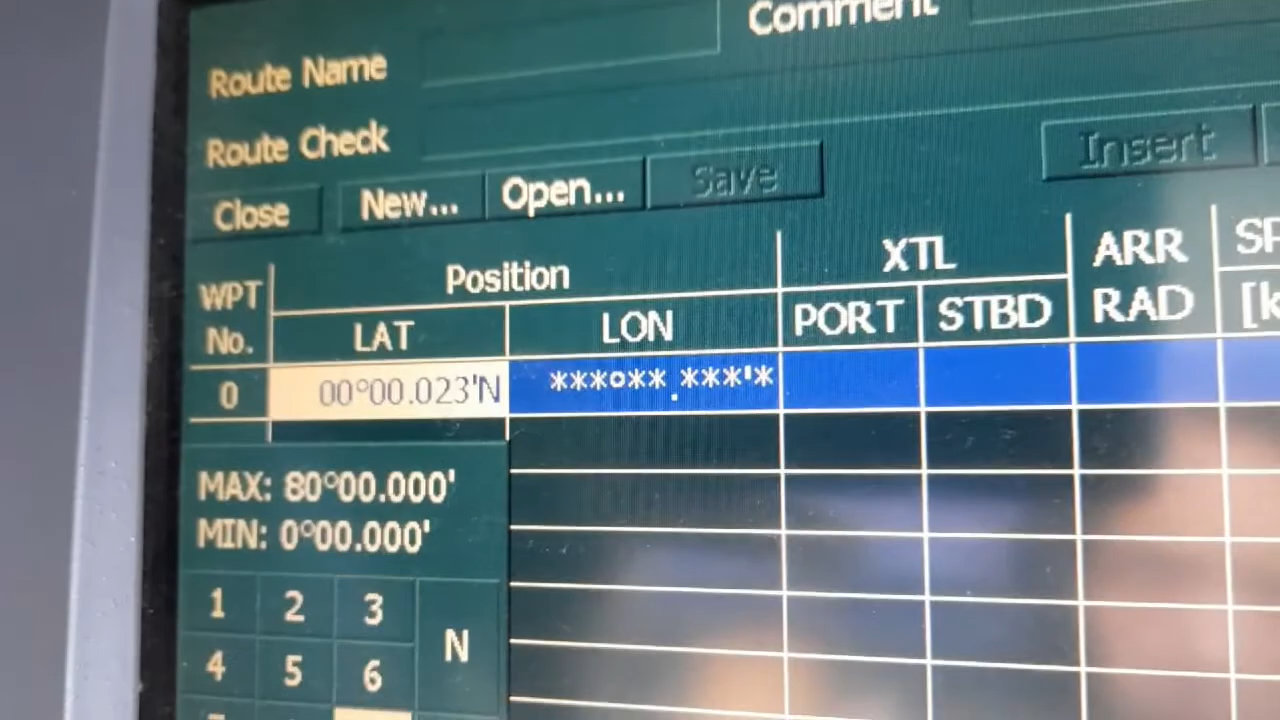 Comment
Route Name
Route Check
Insert
Close New... Open... Save
WPT No. Position XTL ARR RAD
LAT LON PORT STBD
0 00°00.023'N ***°**.***'*
MAX: 80°00.000'
MIN: 0°00.000'
1 2 3 N
4 5 6